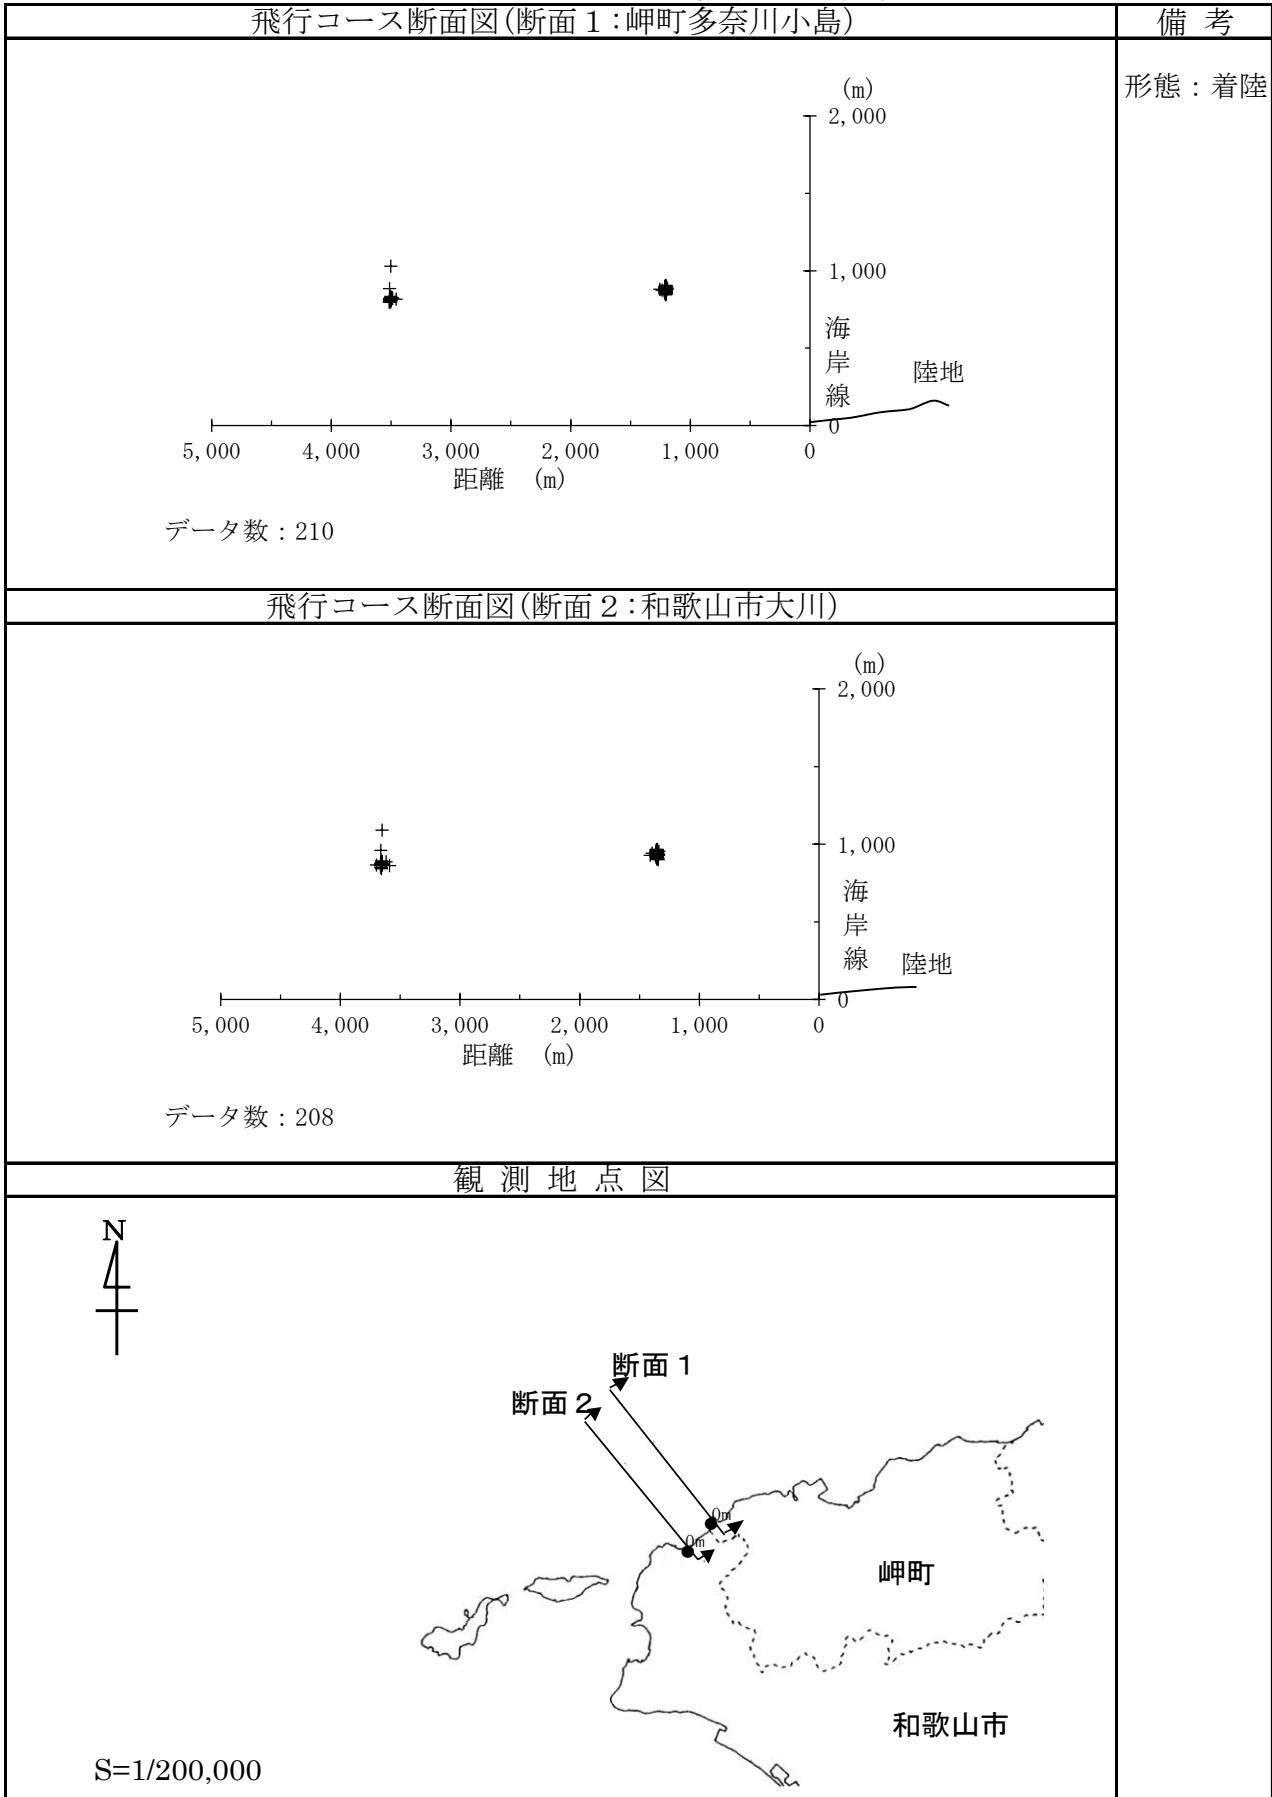 飛行コース断面図(断面１:岬町多奈川小島)
備 考
形態：着陸
(m)
2,000
1,000
海岸線
陸地
0
5,000 4,000 3,000 2,000 1,000 0
距離 (m)
データ数：210
飛行コース断面図(断面２:和歌山市大川)
(m)
2,000
1,000
海岸線
陸地
0
5,000 4,000 3,000 2,000 1,000 0
距離 (m)
データ数：208
観 測 地 点 図
N
断面１
断面２
0m
0m
岬町
和歌山市
S=1/200,000